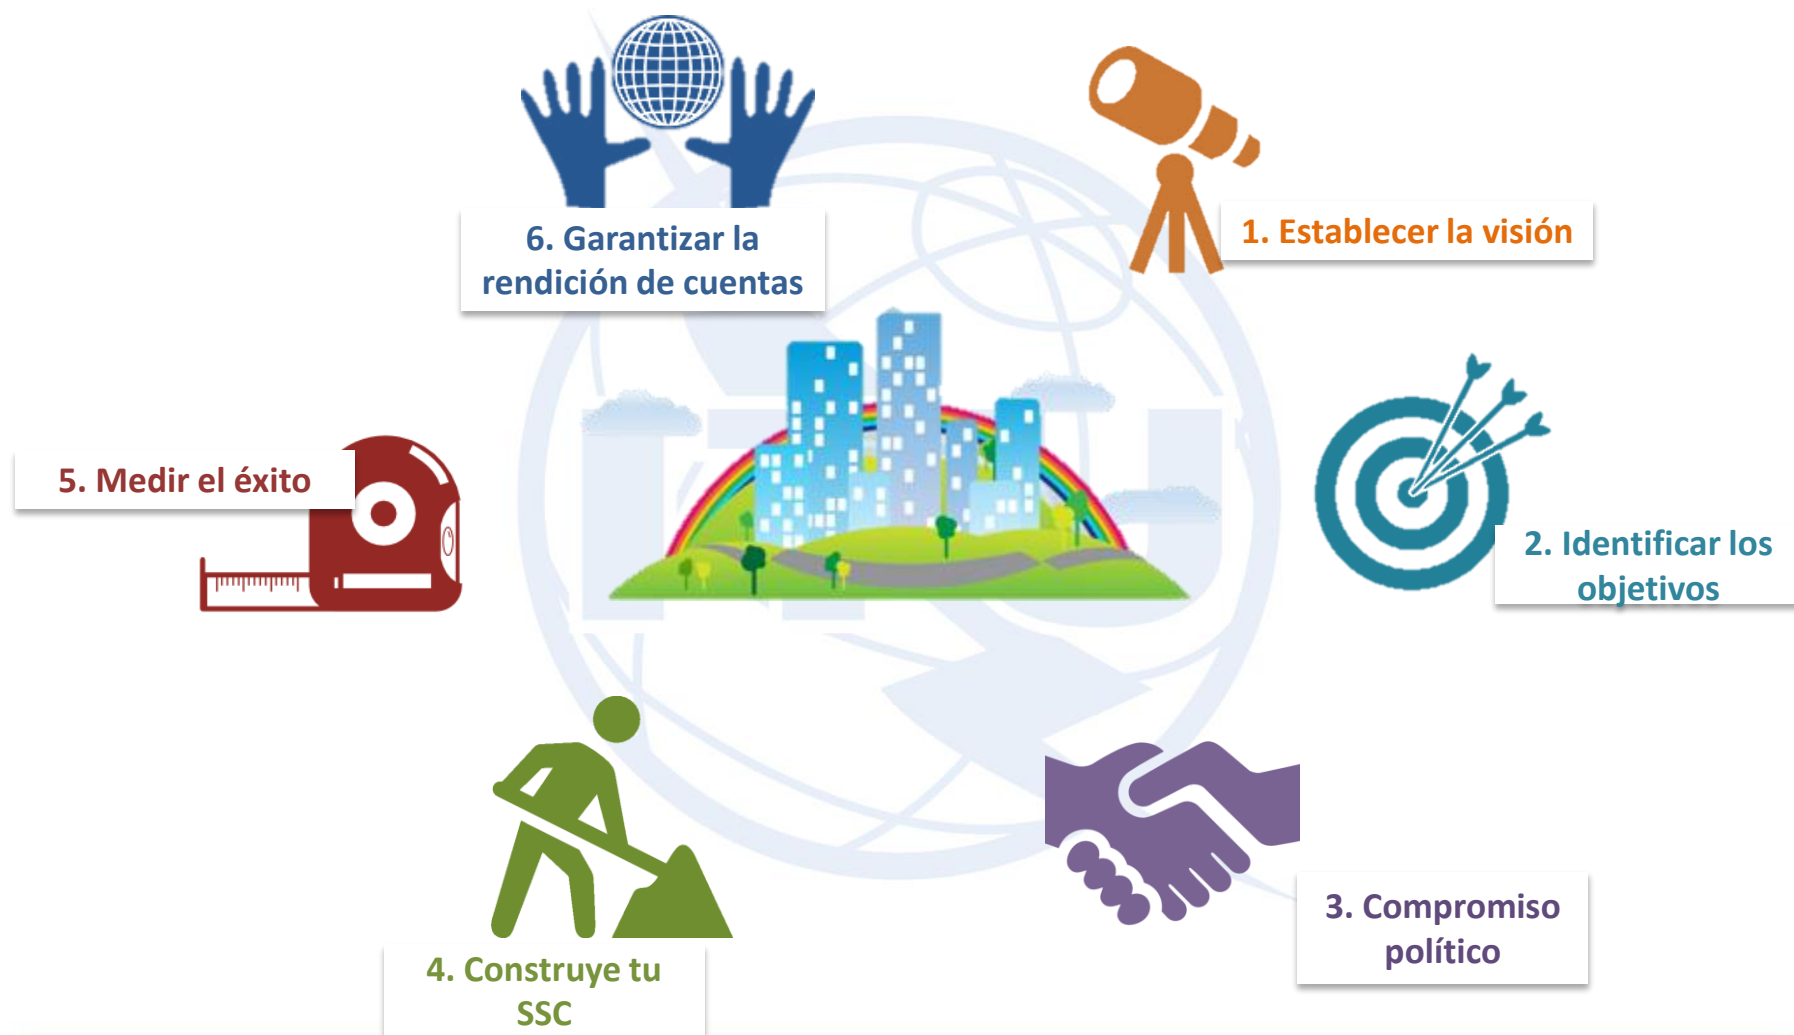 1. Establecer la visión
2. Identificar los
objetivos
3. Compromiso
político
4. Construye tu
SSC
5. Medir el éxito
6. Garantizar la
rendición de cuentas
ITU